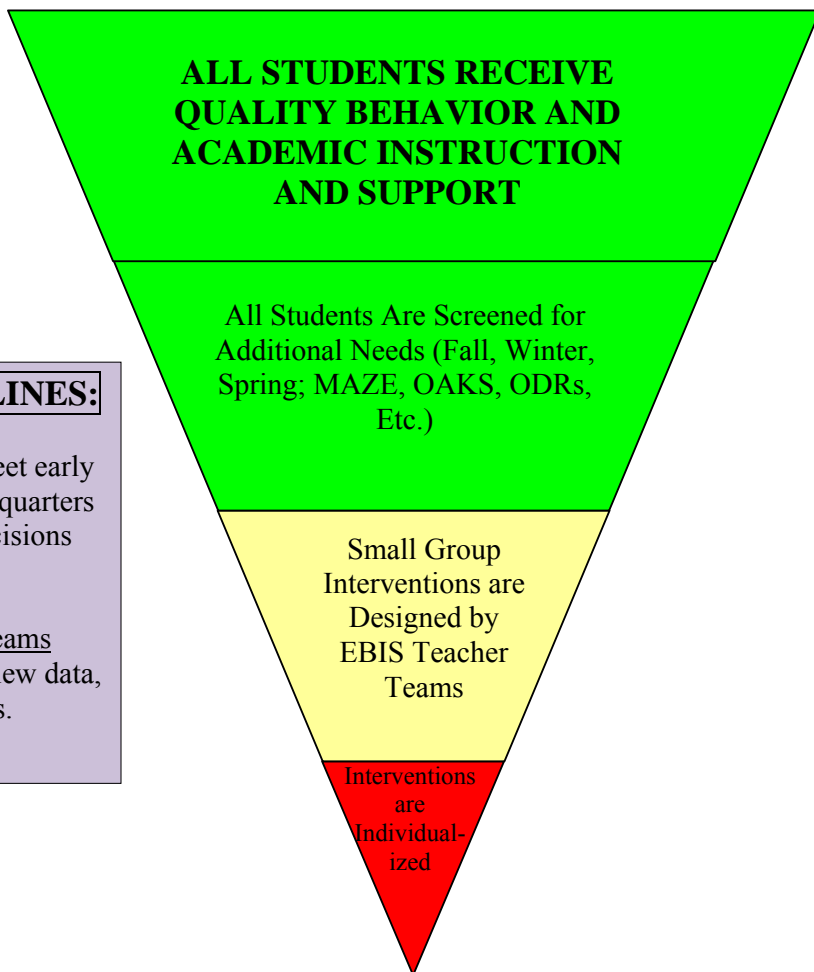 ALL STUDENTS RECEIVE
QUALITY BEHAVIOR AND
ACADEMIC INSTRUCTION
AND SUPPORT
All Students Are Screened for
Additional Needs (Fall, Winter,
Spring; MAZE, OAKS, ODRs,
Etc.)
LINES:
eet early
quarters
cisions
eams
iew data,
s.
Small Group
Interventions are
Designed by
EBIS Teacher
Teams
Interventions
are
Individual-
ized